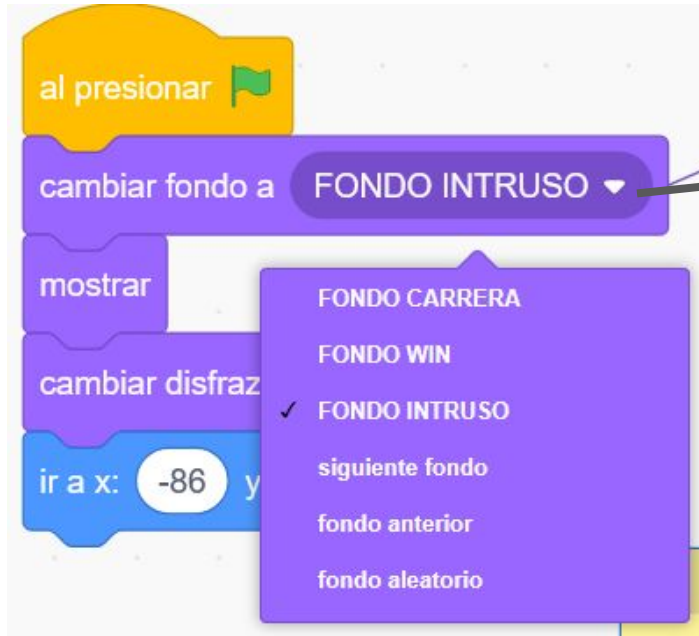 al presionar
cambiar fondo a FONDO INTRUSO
mostrar
cambiar disfraz
ir a x: -86 y
FONDO CARRERA
FONDO WIN
✓ FONDO INTRUSO
siguiente fondo
fondo anterior
fondo aleatorio